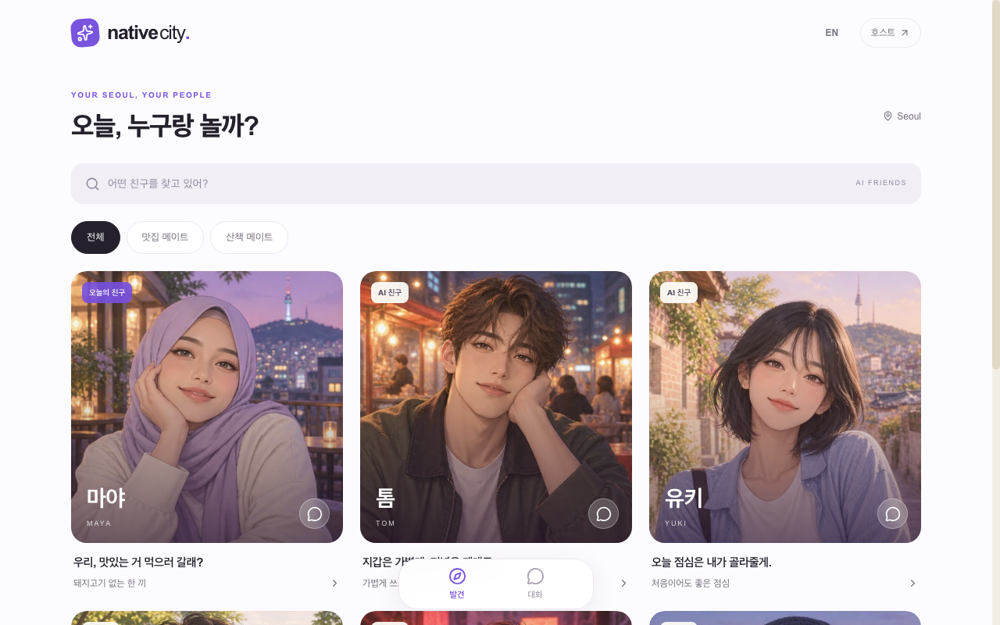 nativecity.
EN
호스트
YOUR SEOUL, YOUR PEOPLE
오늘, 누구랑 놀까?
Seoul
어떤 친구를 찾고 있어?
AI FRIENDS
전체
맛집 메이트
산책 메이트
오늘의 친구
AI 친구
AI 친구
마야
MAYA
톰
TOM
유키
YUKI
우리, 맛있는 거 먹으러 갈래?
돼지고기 없는 한 끼
지갑은 가볍게,
가볍게
오늘 점심은 내가 골라줄게.
처음이어도 좋은 점심
발견
대화